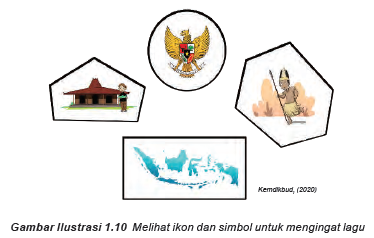 Kemdikbud, (2020)
Gambar Ilustrasi 1.10 Melihat ikon dan simbol untuk mengingat lagu